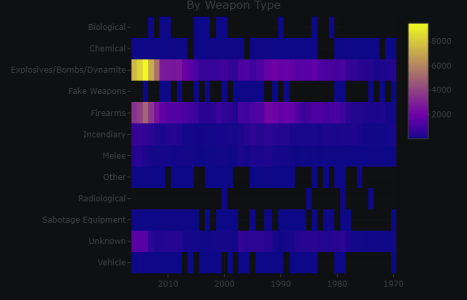 By Weapon Type
Biological
Chemical
Explosives/Bombs/Dynamite
Fake Weapons
Firearms
Incendiary
Melee
Other
Radiological
Sabotage Equipment
Unknown
Vehicle
2010 2000 1990 1980 1970
8000
6000
4000
2000